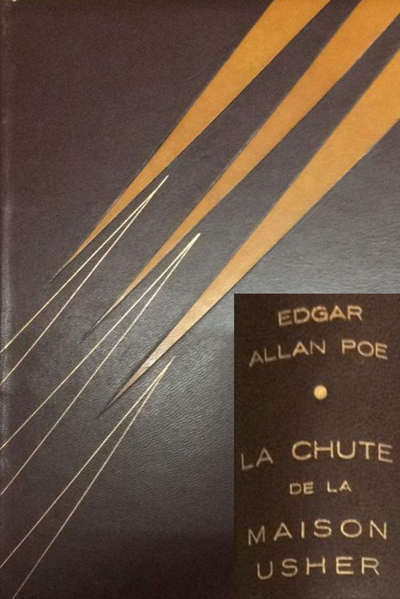 EDGAR
ALLAN POE
LA CHUTE
DE LA
MAISON
USHER